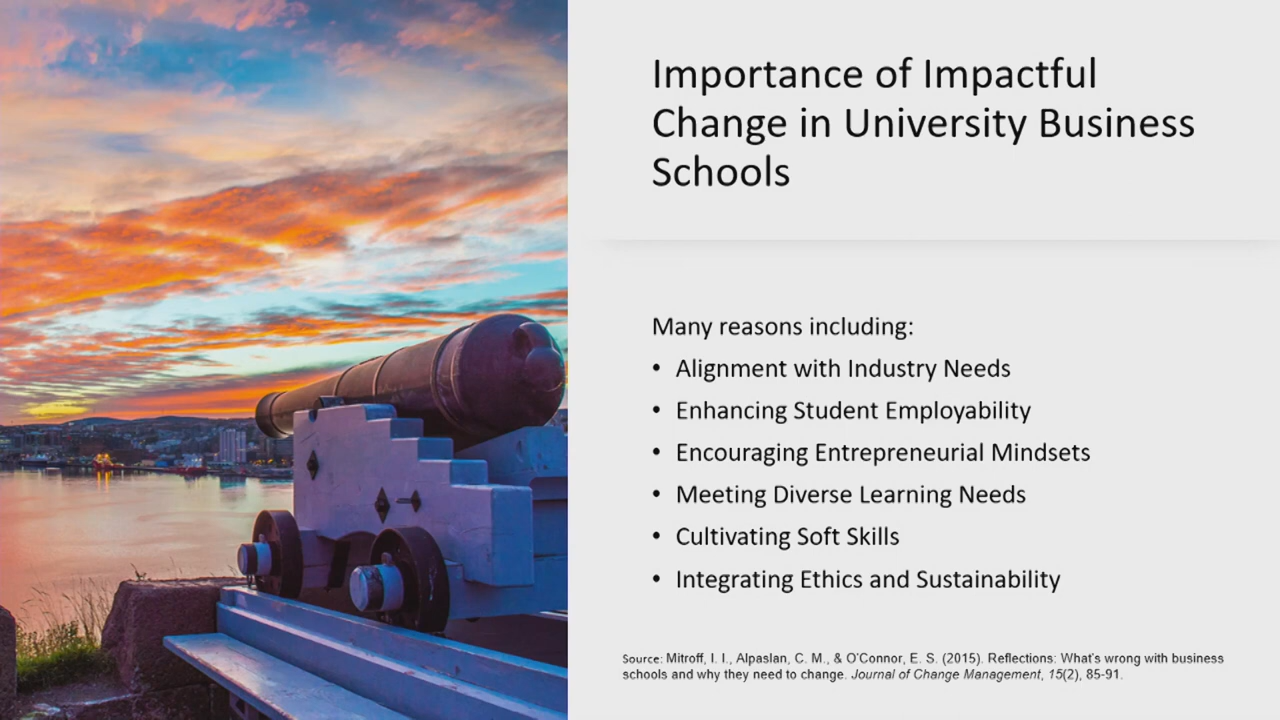 Importance of Impactful
Change in University Business
Schools
Many reasons including:
• Alignment with Industry Needs
• Enhancing Student Employability
• Encouraging Entrepreneurial Mindsets
• Meeting Diverse Learning Needs
• Cultivating Soft Skills
• Integrating Ethics and Sustainability
Source: Mitroff, I. I., Alpaslan, C. M., & O'Connor, E. S. (2015). Reflections: What's wrong with business
schools and why they need to change. Journal of Change Management, 15(2), 85-91.